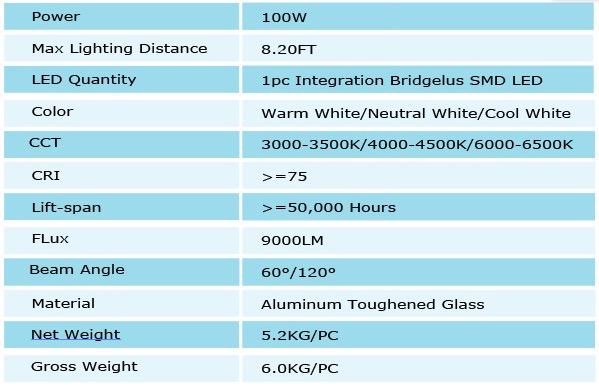 Power 100W
Max Lighting Distance 8.20FT
LED Quantity 1pc Integration Bridgelus SMD LED
Color Warm White/Neutral White/Cool White
CCT 3000-3500K/4000-4500K/6000-6500K
CRI >=75
Lift-span >=50,000 Hours
FLux 9000LM
Beam Angle 60°/120°
Material Aluminum Toughened Glass
Net Weight 5.2KG/PC
Gross Weight 6.0KG/PC